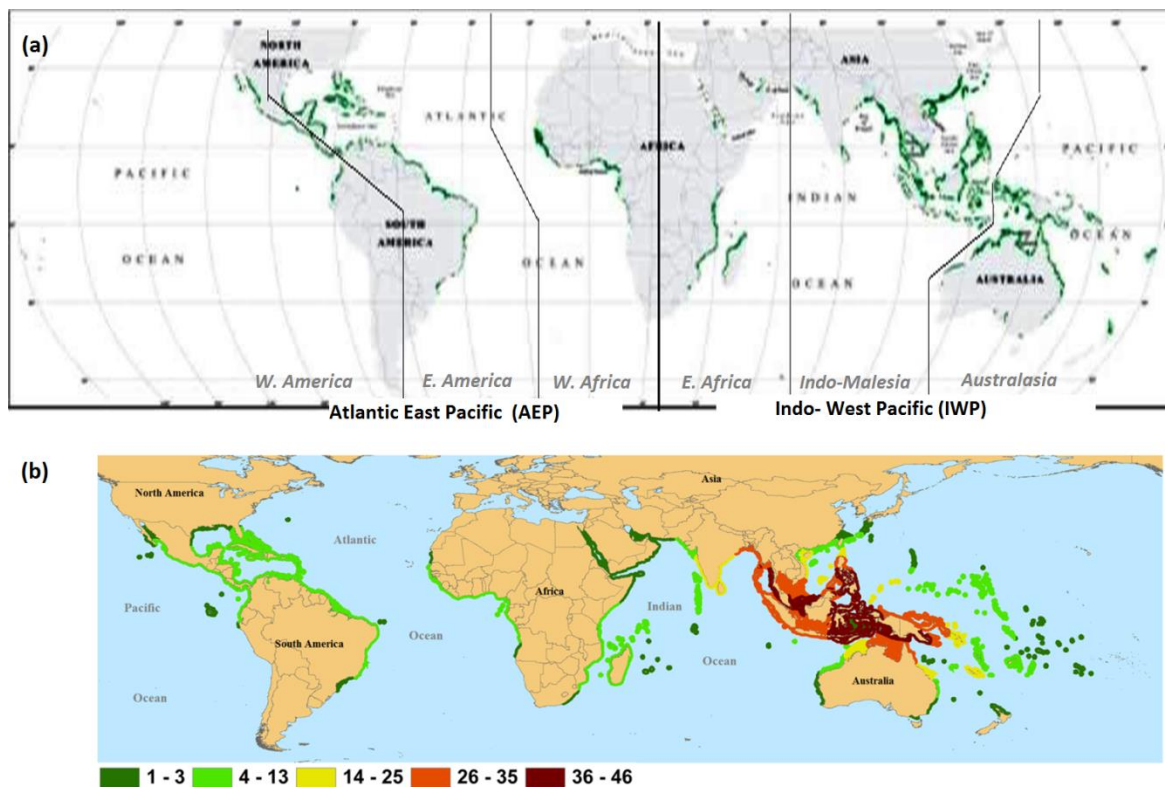 (a)
NORTH
AMERICA
ASIA
ATLANTIC
AFRICA
PACIFIC
PACIFIC
INDIAN
SOUTH
AMERICA
OCEAN
OCEAN
OCEAN
OCEAN
AUSTRALIA
W. America E. America W. Africa E. Africa Indo-Malesia Australasia
Atlantic East Pacific (AEP) Indo- West Pacific (IWP)
(b)
North America
Asia
Atlantic
Pacific
Africa
Indian
South America
Ocean
Ocean
Ocean
Australia
1 - 3 4 - 13 14 - 25 26 - 35 36 - 46